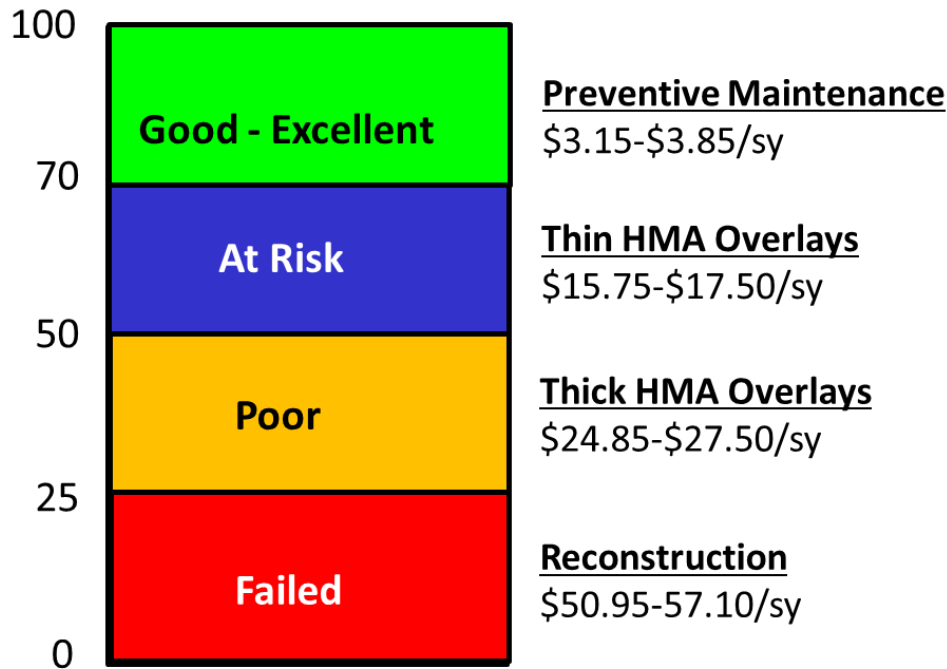 100
Good - Excellent
Preventive Maintenance
$3.15-$3.85/sy
70
At Risk
Thin HMA Overlays
$15.75-$17.50/sy
50
Poor
Thick HMA Overlays
$24.85-$27.50/sy
25
Failed
Reconstruction
$50.95-57.10/sy
0